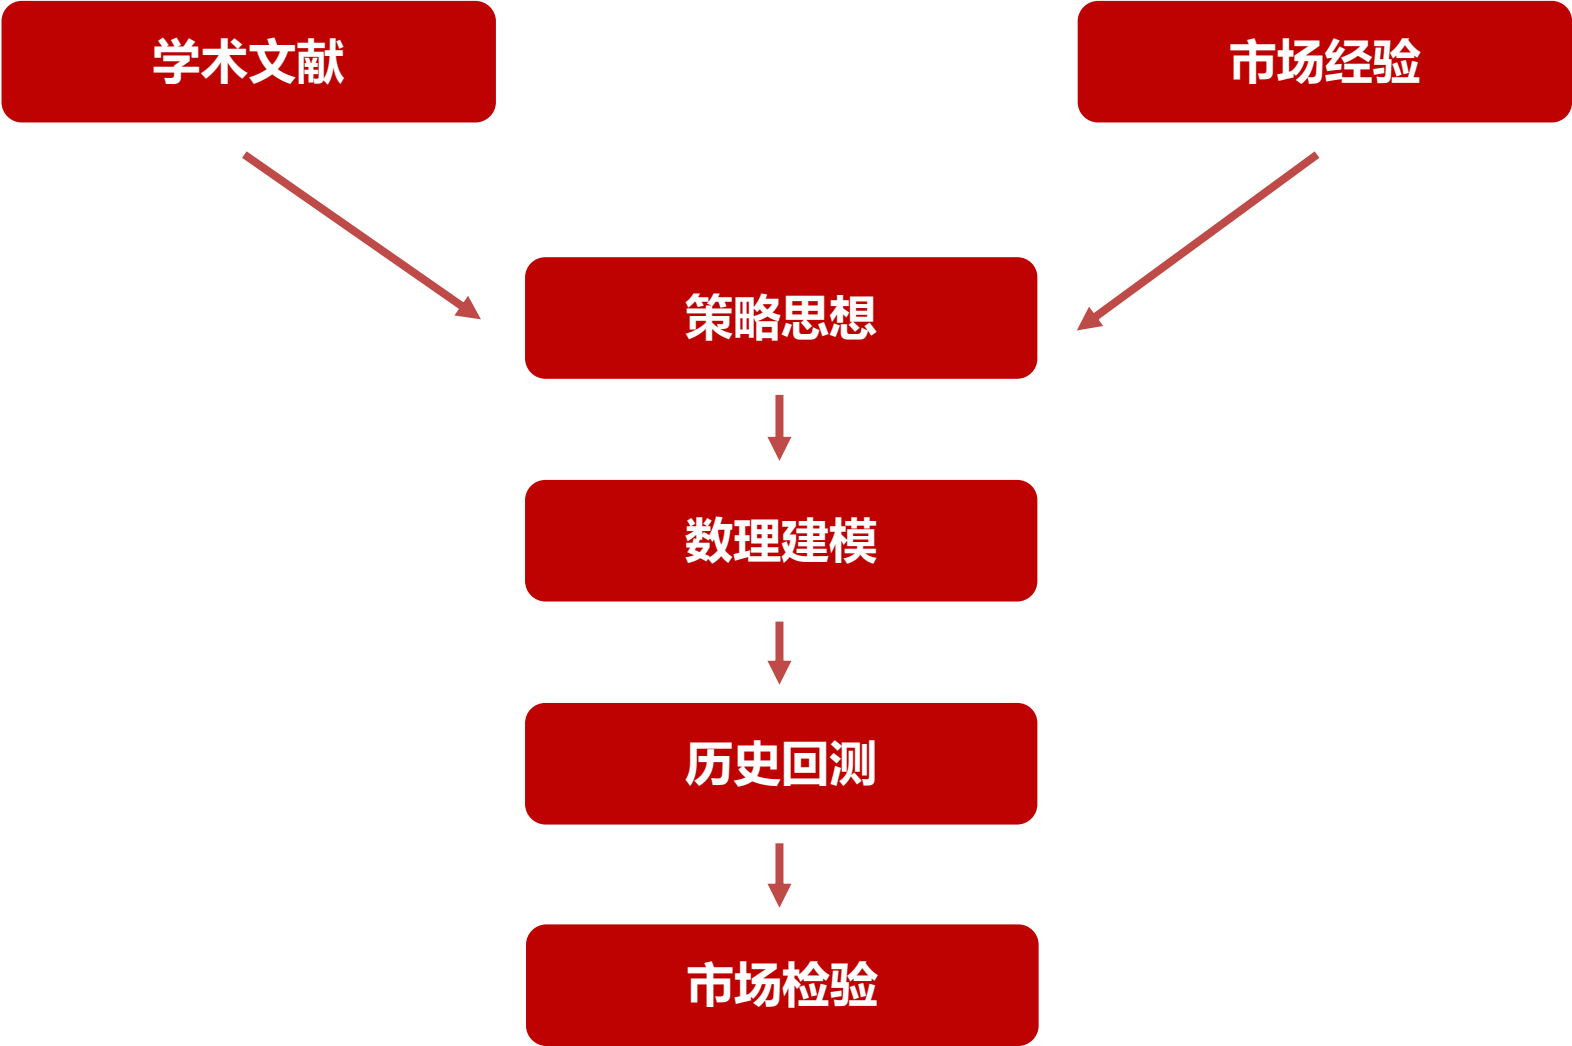 学术文献
市场经验
策略思想
数理建模
历史回测
市场检验